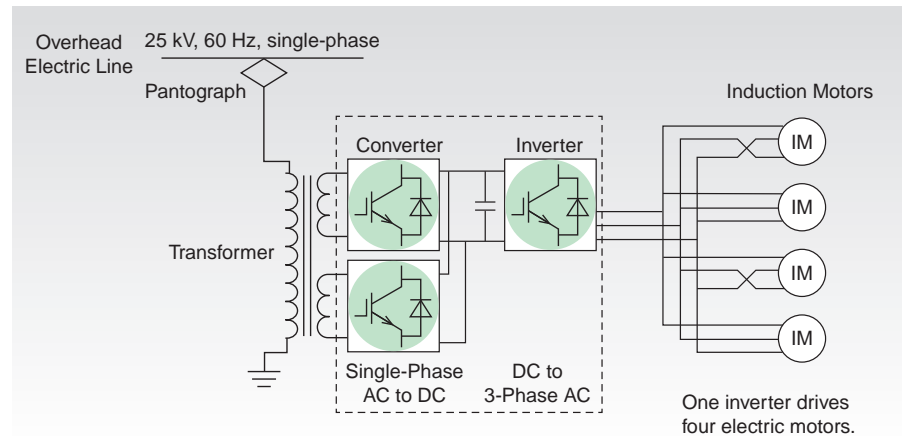 Overhead
Electric Line
25 kV, 60 Hz, single-phase
Pantograph
Transformer
Converter
Inverter
Single-Phase
AC to DC
DC to
3-Phase AC
Induction Motors
IM
IM
IM
IM
One inverter drives
four electric motors.